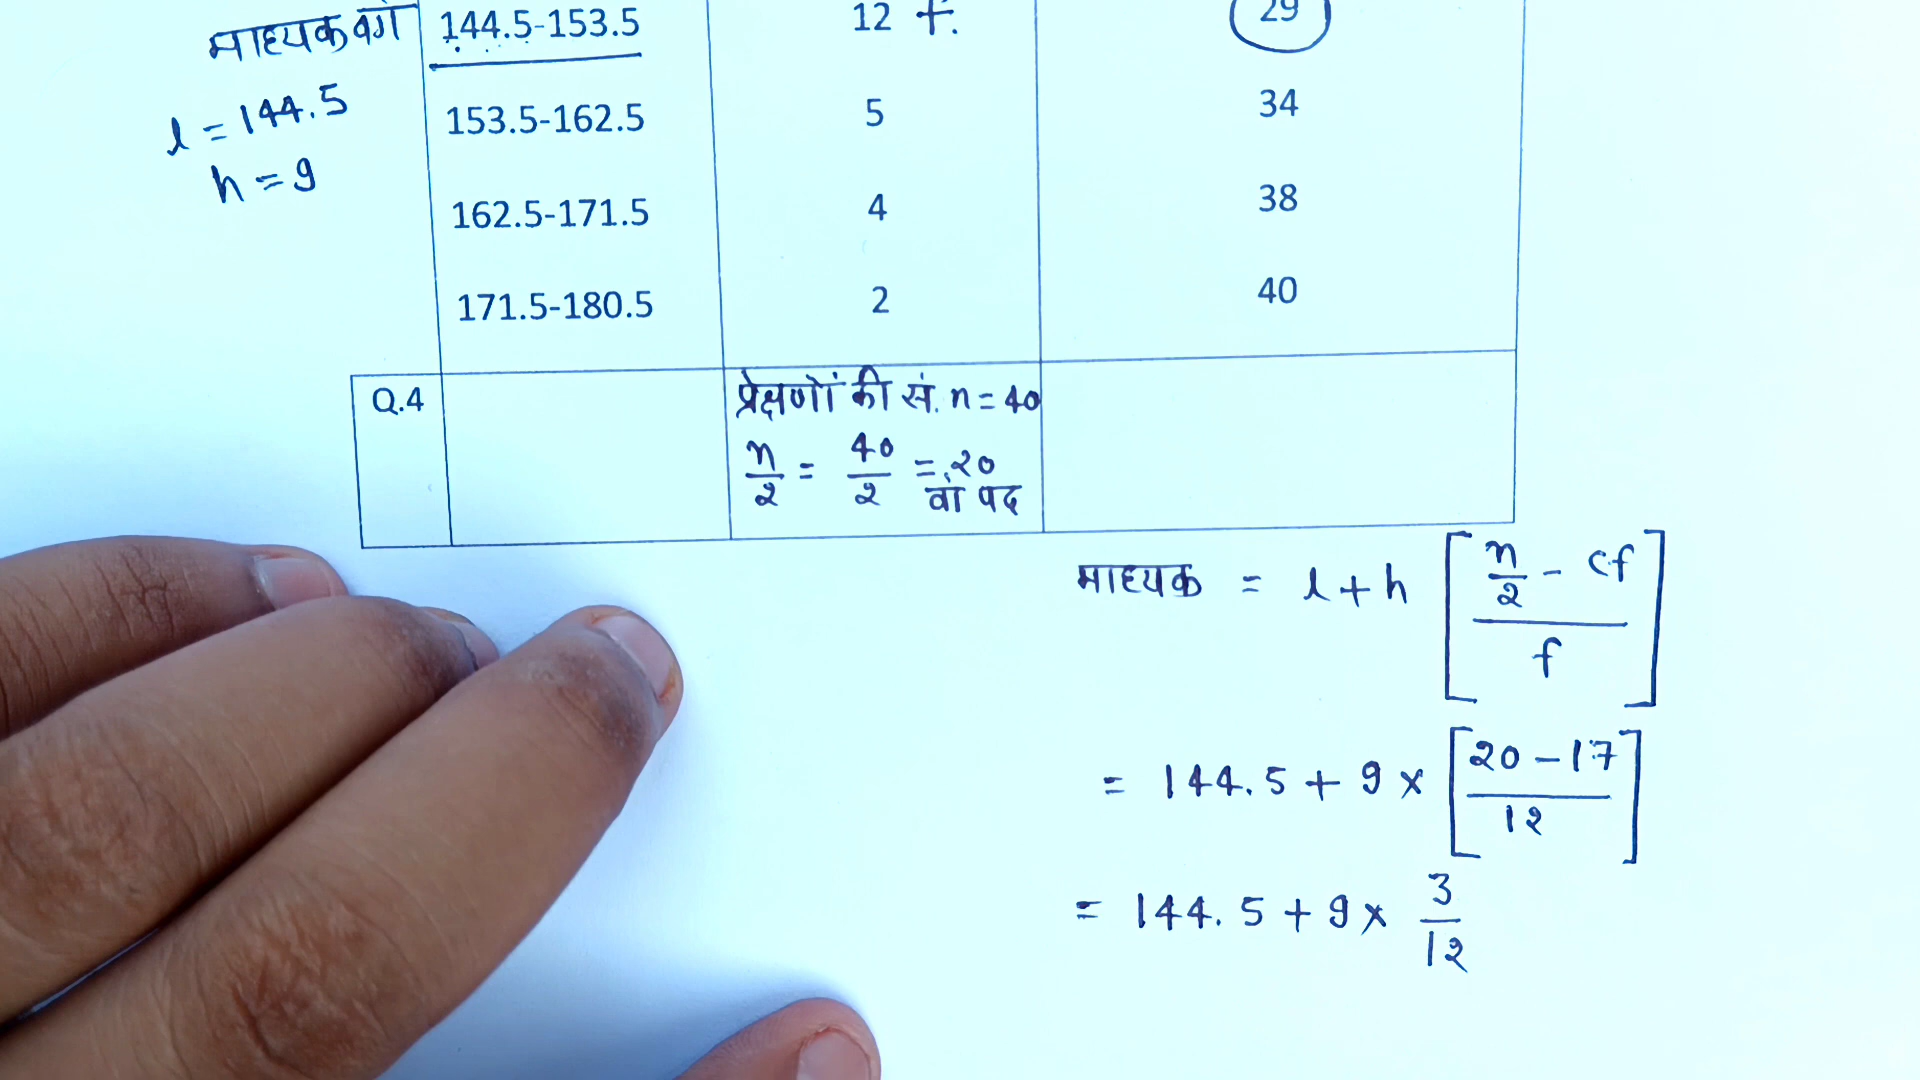 माध्यक वर्ग 144.5-153.5 12 f. 29
l = 144.5 153.5-162.5 5 34
h = 9 162.5-171.5 4 38
171.5-180.5 2 40
Q.4 प्रेक्षणों की सं. n = 40
n/2 = 40/2 = 20 वां पद
माध्यक = l + h [(n/2 - cf)/f]
= 144.5 + 9 × [(20 - 17)/12]
= 144.5 + 9 × 3/12